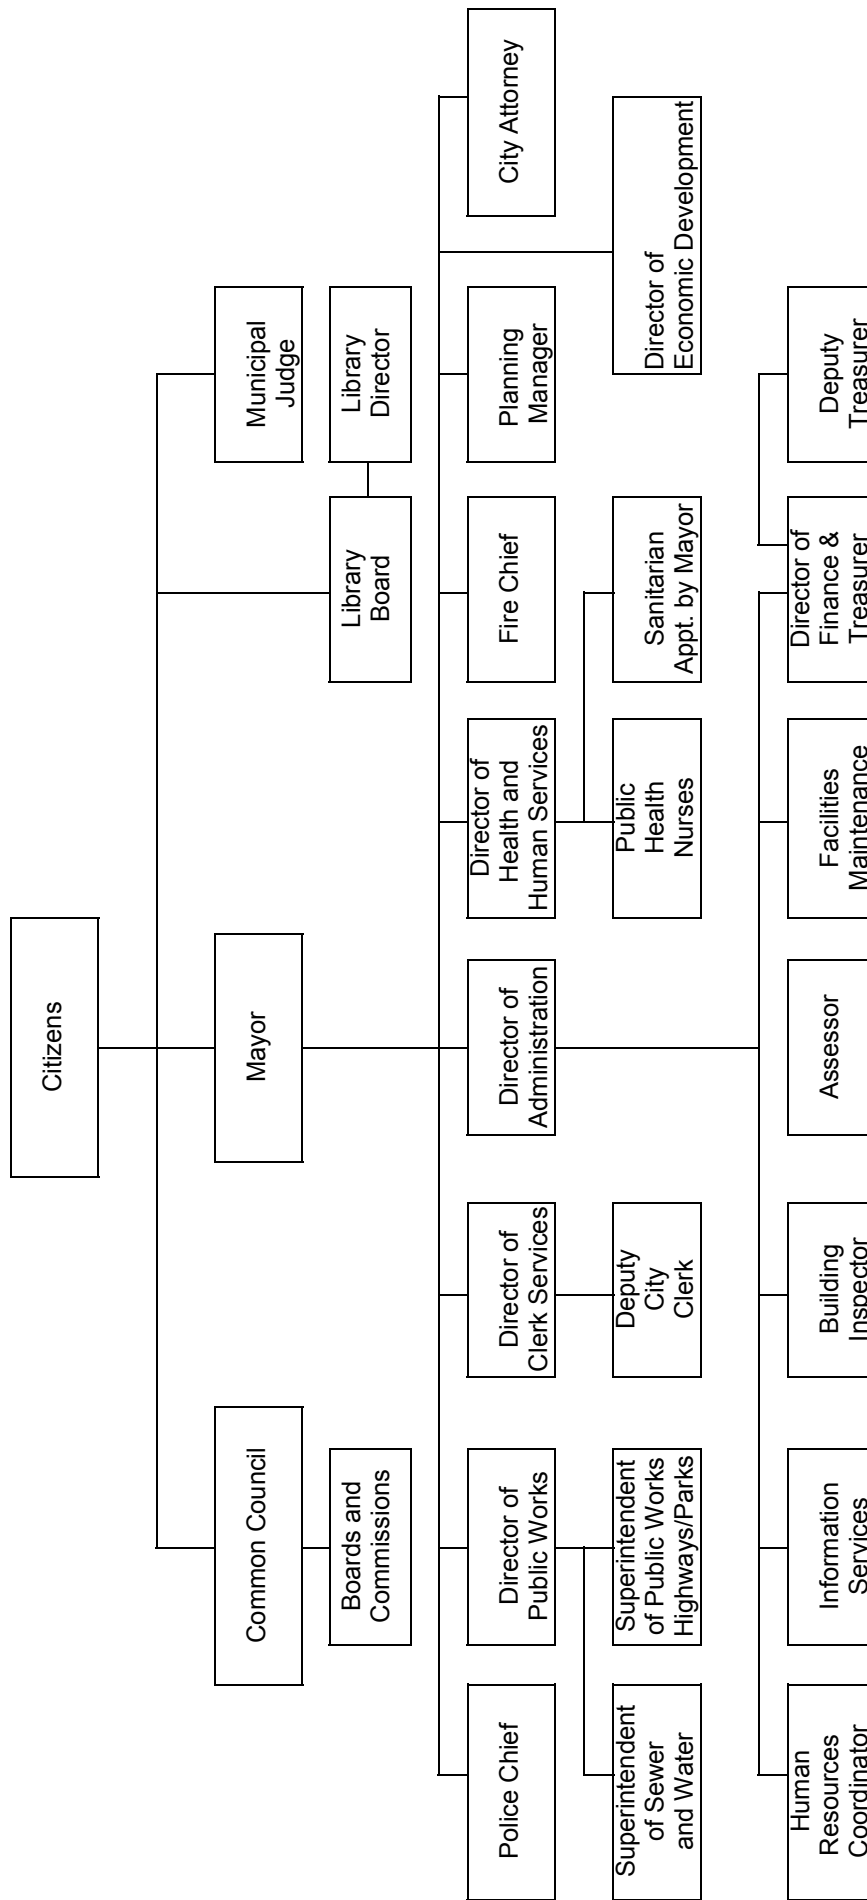 Citizens
Common Council
Mayor
Municipal
Judge
Boards and
Commissions
Library
Board
Library
Director
Police Chief
Director of
Public Works
Director of
Clerk Services
Director of
Administration
Director of
Health and
Human Services
Fire Chief
Planning
Manager
City Attorney
Superintendent
of Sewer
and Water
Superintendent
of Public Works
Highways/Parks
Deputy
City
Clerk
Public
Health
Nurses
Sanitarian
Appt. by Mayor
Director of
Economic Development
Human
Resources
Coordinator
Information
Services
Building
Inspector
Assessor
Facilities
Maintenance
Director of
Finance &
Treasurer
Deputy
Treasurer